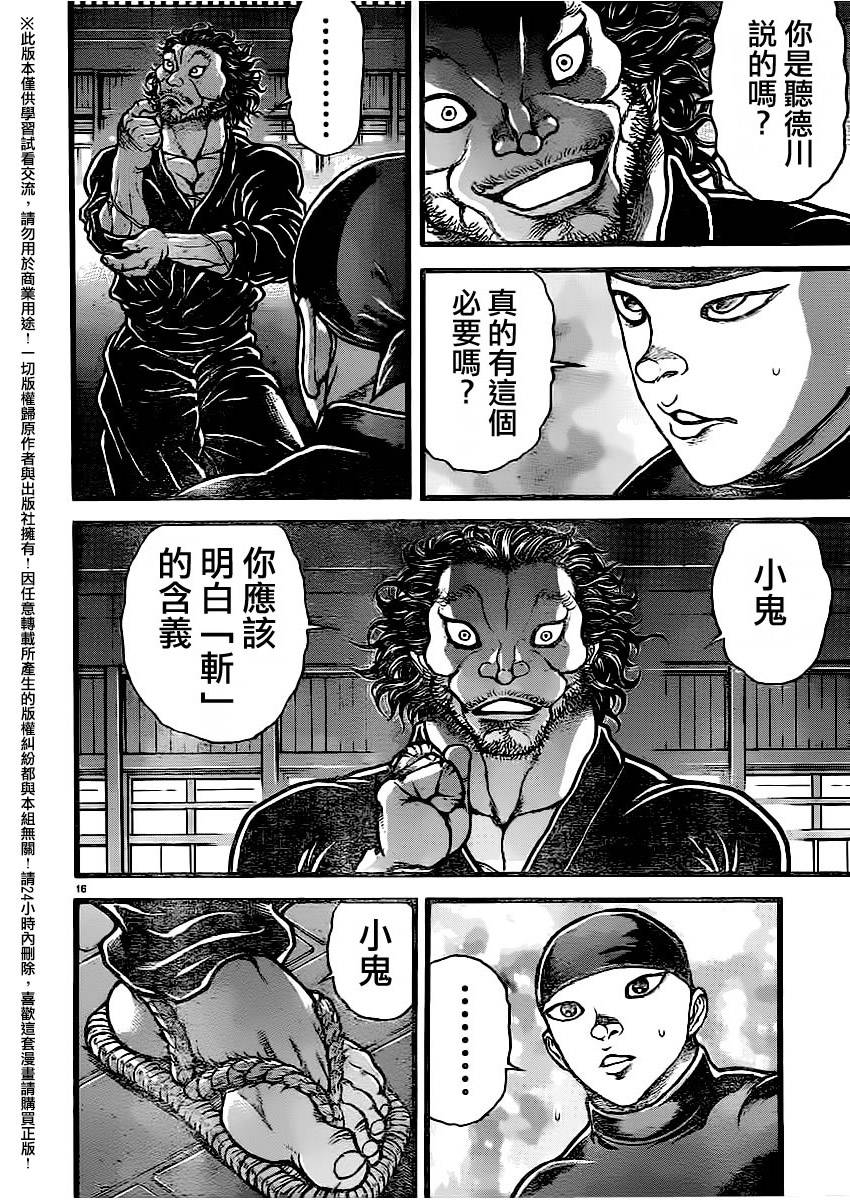 ※此版本僅供學習試看交流，請勿用於商業用途！一切版權歸原作者與出版社擁有！因任意轉載所產生的版權糾紛都與本組無關！請24小時內刪除，喜歡這套漫畫請購買正版！
你是聽德川
說的嗎？
………
真的有這個
必要嗎？
小鬼
你應該
明白「斬」
的含義
16
………
小鬼